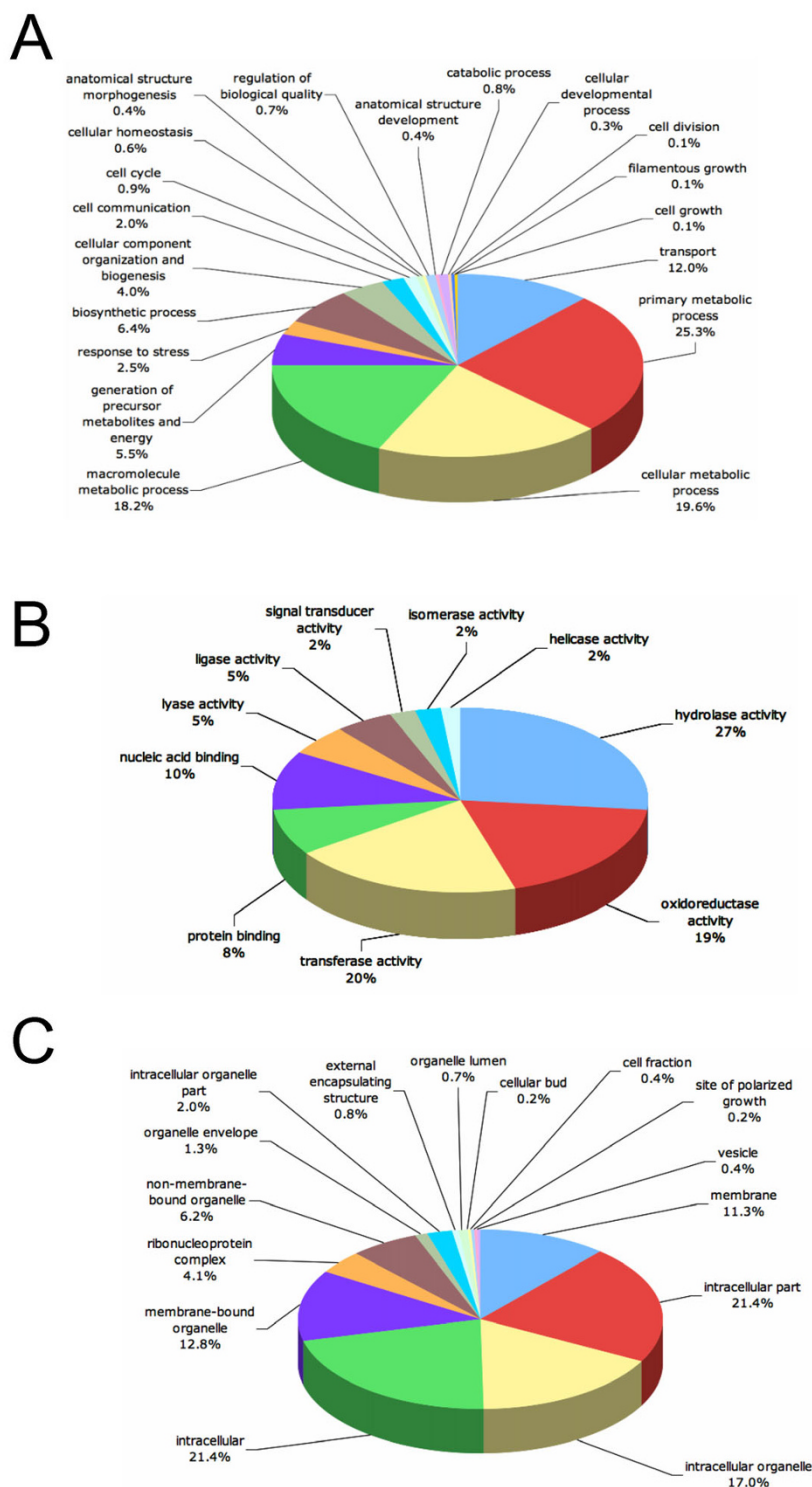 A
anatomical structure
morphogenesis
0.4%
regulation of
biological quality
0.7%
anatomical structure
development
0.4%
catabolic process
0.8%
cellular
developmental
process
0.3%
cell division
0.1%
filamentous growth
0.1%
cell growth
0.1%
transport
12.0%
primary metabolic
process
25.3%
cellular metabolic
process
19.6%
cellular homeostasis
0.6%
cell cycle
0.9%
cell communication
2.0%
cellular component
organization and
biogenesis
4.0%
biosynthetic process
6.4%
response to stress
2.5%
generation of
precursor
metabolites and
energy
5.5%
macromolecule
metabolic process
18.2%
B
signal transducer
activity
2%
isomerase activity
2%
helicase activity
2%
hydrolase activity
27%
oxidoreductase
activity
19%
transferase activity
20%
protein binding
8%
nucleic acid binding
10%
lyase activity
5%
ligase activity
5%
C
intracellular organelle
part
2.0%
external
encapsulating
structure
0.8%
organelle lumen
0.7%
cellular bud
0.2%
cell fraction
0.4%
site of polarized
growth
0.2%
vesicle
0.4%
membrane
11.3%
intracellular part
21.4%
intracellular organelle
17.0%
organelle envelope
1.3%
non-membrane-
bound organelle
6.2%
ribonucleoprotein
complex
4.1%
membrane-bound
organelle
12.8%
intracellular
21.4%